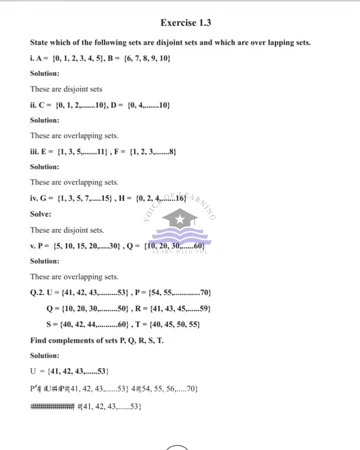 Exercise 1.3
State which of the following sets are disjoint sets and which are over lapping sets.
i. A = {0, 1, 2, 3, 4, 5}, B = {6, 7, 8, 9, 10}
Solution:
These are disjoint sets
ii. C = {0, 1, 2,.......10}, D = {0, 4,.......10}
Solution:
These are overlapping sets.
iii. E = {1, 3, 5,.......11} , F = {1, 2, 3,.......8}
Solution:
These are overlapping sets.
iv. G = {1, 3, 5, 7,.....15} , H = {0, 2, 4,.......16}
VOICE OF LEARNING
Solve:
These are disjoint sets.
v. P = {5, 10, 15, 20,.....30} , Q = {10, 20, 30,......60}
Solution:
These are overlapping sets.
Q.2. U = {41, 42, 43,.........53} , P = {54, 55,.............70}
Q = {10, 20, 30,.........50} , R = {41, 43, 45,......59}
S = {40, 42, 44,..........60} , T = {40, 45, 50, 55}
Find complements of sets P, Q, R, S, T.
Solution:
U = {41, 42, 43,......53}
{41, 42, 43,......53} {54, 55, 56,.....70}
{41, 42, 43,......53}